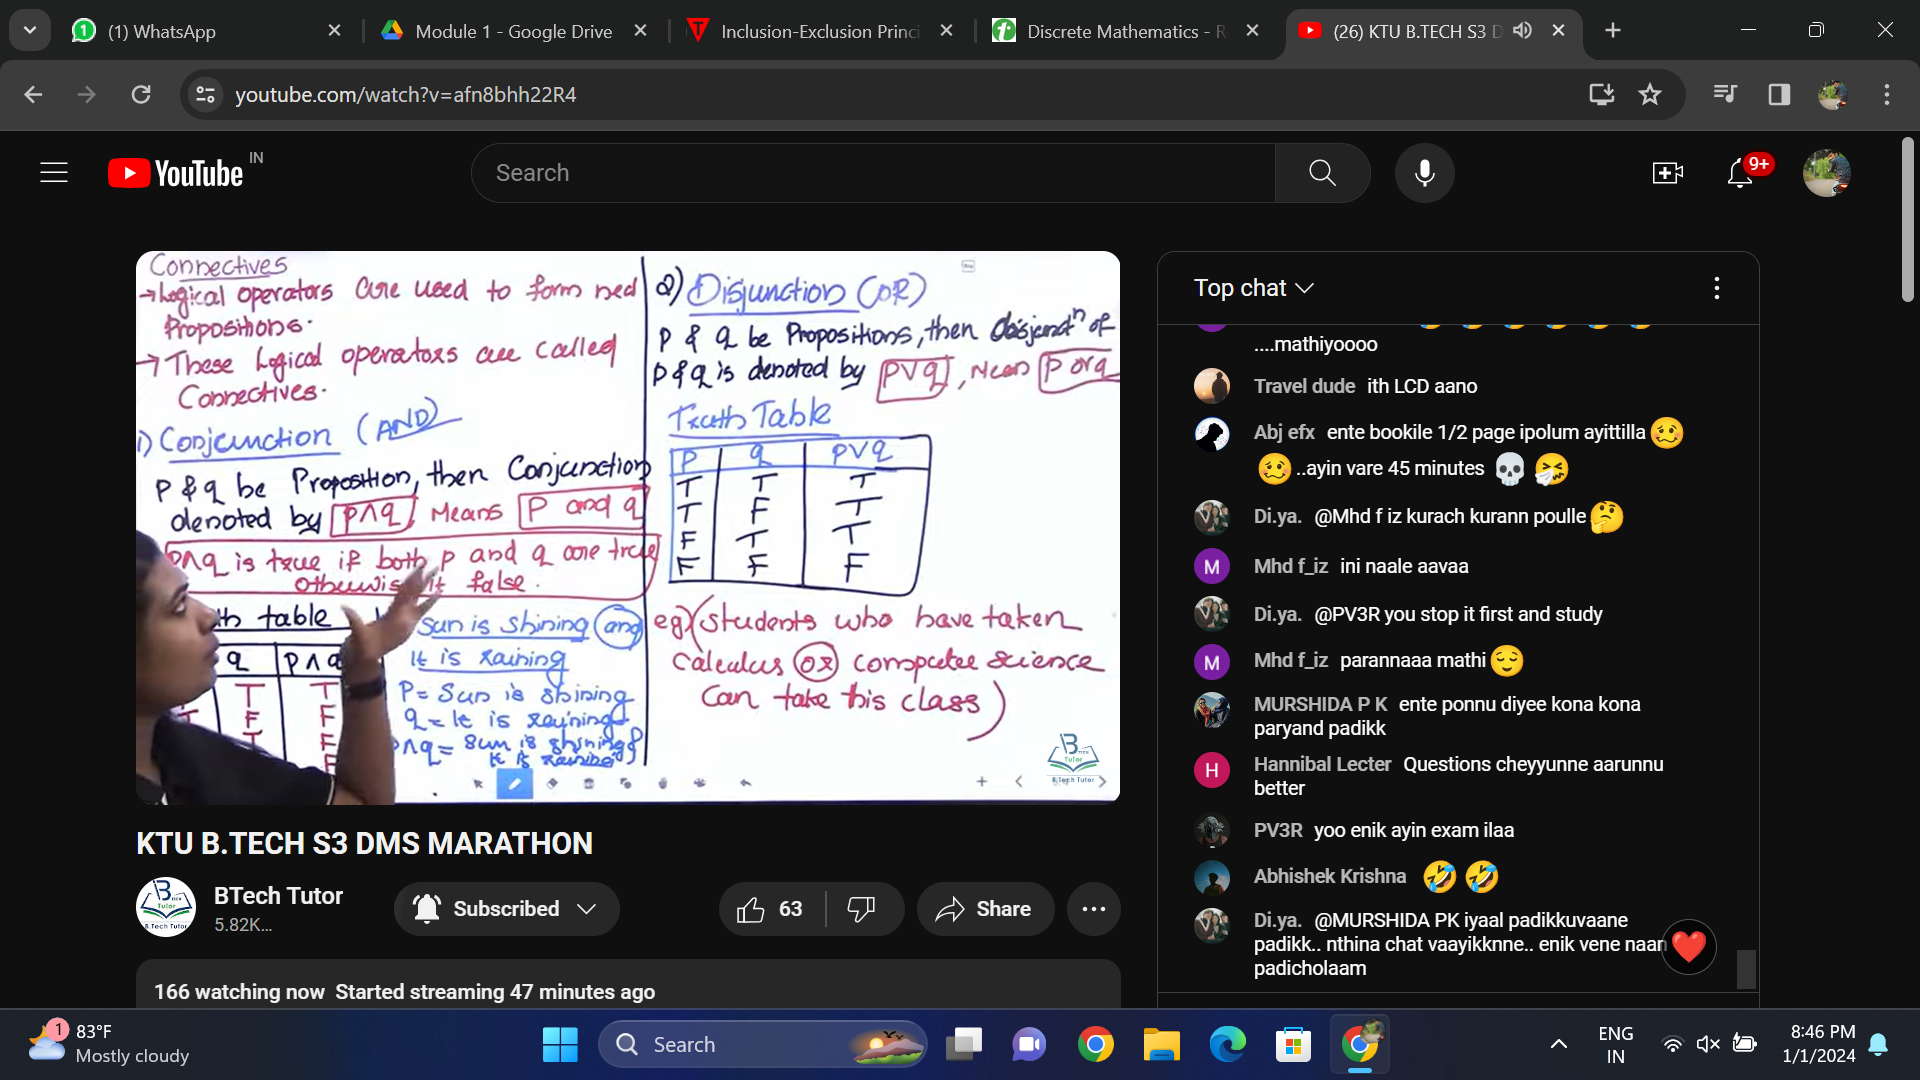 (1) WhatsApp
Module 1 - Google Drive
Inclusion-Exclusion Princi
Discrete Mathematics - R
(26) KTU B.TECH S3 D
youtube.com/watch?v=afn8bhh22R4
YouTube IN
Search
9+
Connectives
→ Logical operators are used to form ned
Propositions.
→ These Logical operators are called
Connectives.
1) Conjunction (AND)
P & q be Proposition, then Conjunction
denoted by P∧q, Means P and q
P∧q is true if both p and q are true
otherwise it false.
th table
q P∧q
T T
F F
T T F
F
Sun is shining and
It is raining
P = Sun is shining
q = It is raining
P∧q = Sun is shining &
it is raining
2) Disjunction (OR)
P & q be Propositions, then disjunctⁿ of
P & q is denoted by P∨q, Mean P or q
Truth Table
P q P∨q
T T T
T F T
F T T
F F F
eg) (Students who have taken
calculus or computer science
can take this class)
B.Tech Tutor
KTU B.TECH S3 DMS MARATHON
BTech Tutor
5.82K...
Subscribed
63
Share
166 watching now Started streaming 47 minutes ago
Top chat
....mathiyoooo
Travel dude ith LCD aano
Abj efx ente bookile 1/2 page ipolum ayittilla🥴
🥴..ayin vare 45 minutes 💀🤧
Di.ya. @Mhd f iz kurach kurann poulle🤔
M Mhd f_iz ini naale aavaa
Di.ya. @PV3R you stop it first and study
M Mhd f_iz parannaaa mathi😌
MURSHIDA P K ente ponnu diyee kona kona
paryand padikk
H Hannibal Lecter Questions cheyyunne aarunnu
better
PV3R yoo enik ayin exam ilaa
Abhishek Krishna 🤣🤣
Di.ya. @MURSHIDA PK iyaal padikkuvaane
padikk.. nthina chat vaayikknne.. enik vene naan
padicholaam
1
83°F
Mostly cloudy
Search
ENG
IN
8:46 PM
1/1/2024